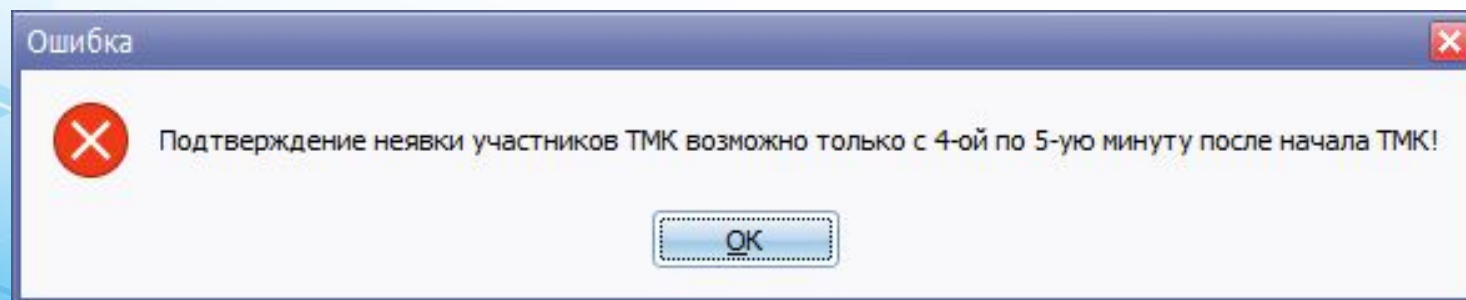 Ошибка
Подтверждение неявки участников ТМК возможно только с 4-ой по 5-ую минуту после начала ТМК!
OK